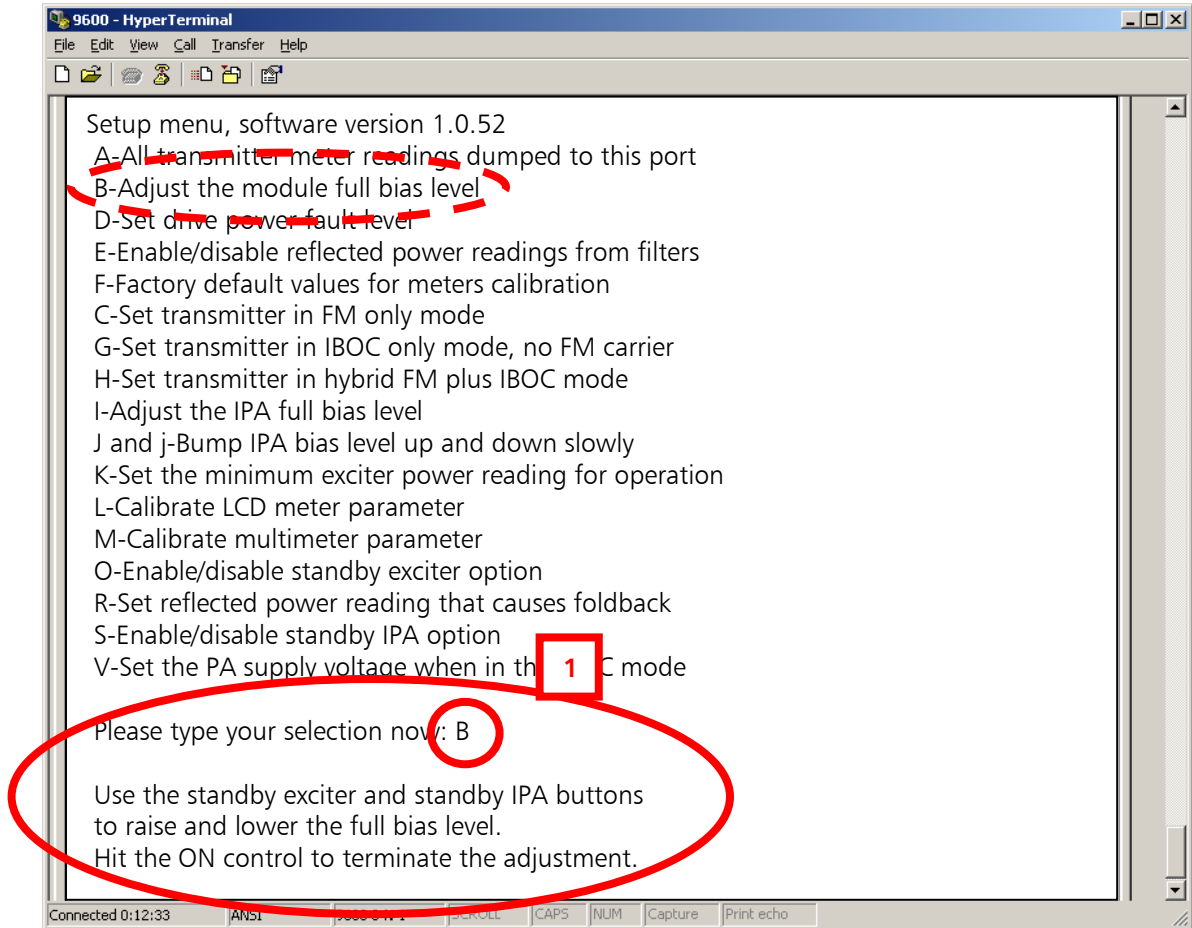 9600 - HyperTerminal
File Edit View Call Transfer Help
Setup menu, software version 1.0.52
A-All transmitter meter readings dumped to this port
B-Adjust the module full bias level
D-Set drive power fault level
E-Enable/disable reflected power readings from filters
F-Factory default values for meters calibration
C-Set transmitter in FM only mode
G-Set transmitter in IBOC only mode, no FM carrier
H-Set transmitter in hybrid FM plus IBOC mode
I-Adjust the IPA full bias level
J and j-Bump IPA bias level up and down slowly
K-Set the minimum exciter power reading for operation
L-Calibrate LCD meter parameter
M-Calibrate multimeter parameter
O-Enable/disable standby exciter option
R-Set reflected power reading that causes foldback
S-Enable/disable standby IPA option
V-Set the PA supply voltage when in th 1 C mode
Please type your selection now: B
Use the standby exciter and standby IPA buttons
to raise and lower the full bias level.
Hit the ON control to terminate the adjustment.
Connected 0:12:33 ANSI 9600 8-N-1 SCROLL CAPS NUM Capture Print echo